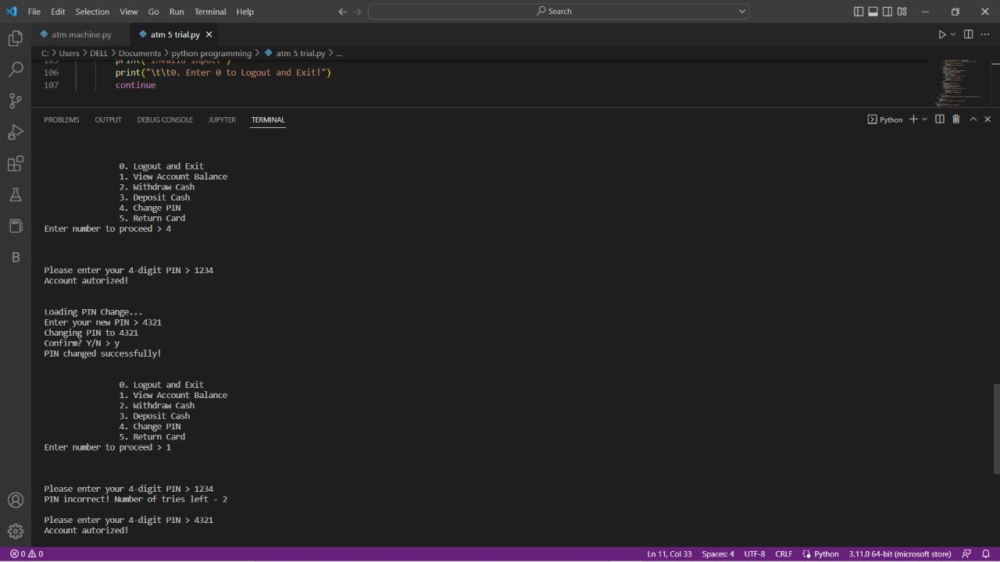 File Edit Selection View Go Run Terminal Help
Search
atm machine.py
atm 5 trial.py
C: > Users > DELL > Documents > python programming > atm 5 trial.py > ...
105 print("Invalid input!")
106 print("\t\t0. Enter 0 to Logout and Exit!")
107 continue
PROBLEMS OUTPUT DEBUG CONSOLE JUPYTER TERMINAL
Python
0. Logout and Exit
1. View Account Balance
2. Withdraw Cash
3. Deposit Cash
4. Change PIN
5. Return Card
Enter number to proceed > 4
Please enter your 4-digit PIN > 1234
Account autorized!
Loading PIN Change...
Enter your new PIN > 4321
Changing PIN to 4321
Confirm? Y/N > y
PIN changed successfully!
0. Logout and Exit
1. View Account Balance
2. Withdraw Cash
3. Deposit Cash
4. Change PIN
5. Return Card
Enter number to proceed > 1
Please enter your 4-digit PIN > 1234
PIN incorrect! Number of tries left - 2
Please enter your 4-digit PIN > 4321
Account autorized!
0 0 Ln 11, Col 33 Spaces: 4 UTF-8 CRLF Python 3.11.0 64-bit (microsoft store)